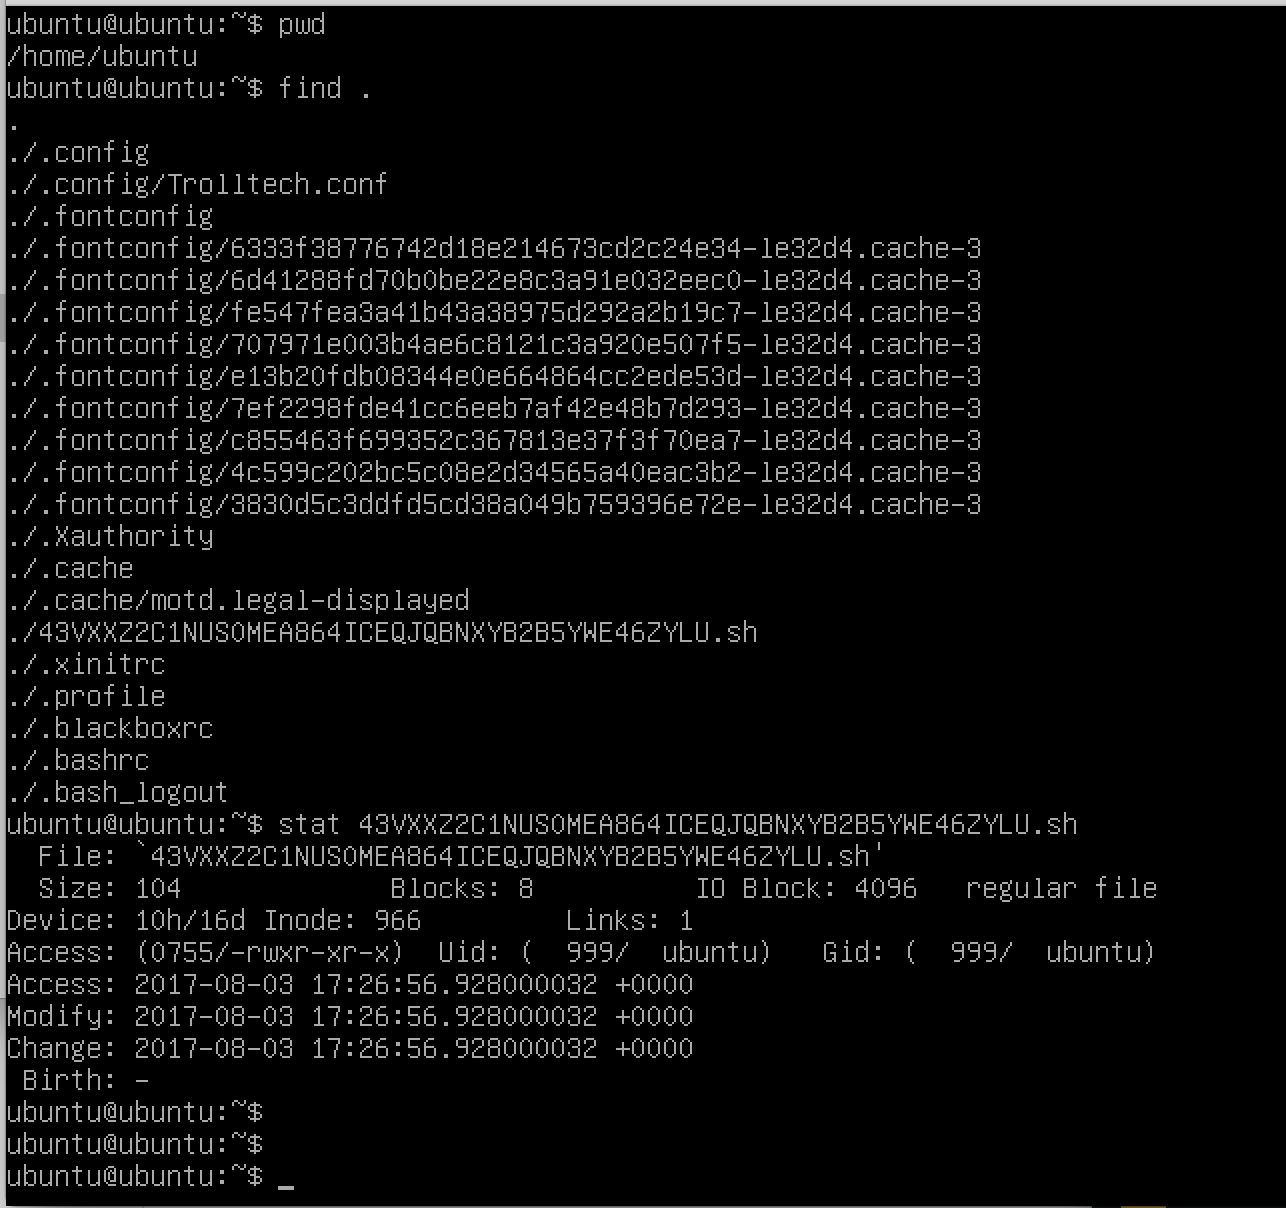 ubuntu@ubuntu:~$ pwd
/home/ubuntu
ubuntu@ubuntu:~$ find .
.
./.config
./.config/Trolltech.conf
./.fontconfig
./.fontconfig/6333f38776742d18e214673cd2c24e34-le32d4.cache-3
./.fontconfig/6d41288fd70b0be22e8c3a91e032eec0-le32d4.cache-3
./.fontconfig/fe547fea3a41b43a38975d292a2b19c7-le32d4.cache-3
./.fontconfig/707971e003b4ae6c8121c3a920e507f5-le32d4.cache-3
./.fontconfig/e13b20fdb08344e0e664864cc2ede53d-le32d4.cache-3
./.fontconfig/7ef2298fde41cc6eeb7af42e48b7d293-le32d4.cache-3
./.fontconfig/c855463f699352c367813e37f3f70ea7-le32d4.cache-3
./.fontconfig/4c599c202bc5c08e2d34565a40eac3b2-le32d4.cache-3
./.fontconfig/3830d5c3ddfd5cd38a049b759396e72e-le32d4.cache-3
./.Xauthority
./.cache
./.cache/motd.legal-displayed
./43VXXZ2C1NUSOMEA864ICEQJQBNXYB2B5YWE46ZYLU.sh
./.xinitrc
./.profile
./.blackboxrc
./.bashrc
./.bash_logout
ubuntu@ubuntu:~$ stat 43VXXZ2C1NUSOMEA864ICEQJQBNXYB2B5YWE46ZYLU.sh
  File: `43VXXZ2C1NUSOMEA864ICEQJQBNXYB2B5YWE46ZYLU.sh'
  Size: 104             Blocks: 8          IO Block: 4096   regular file
Device: 10h/16d Inode: 966         Links: 1
Access: (0755/-rwxr-xr-x)  Uid: (  999/  ubuntu)   Gid: (  999/  ubuntu)
Access: 2017-08-03 17:26:56.928000032 +0000
Modify: 2017-08-03 17:26:56.928000032 +0000
Change: 2017-08-03 17:26:56.928000032 +0000
 Birth: -
ubuntu@ubuntu:~$
ubuntu@ubuntu:~$
ubuntu@ubuntu:~$ _